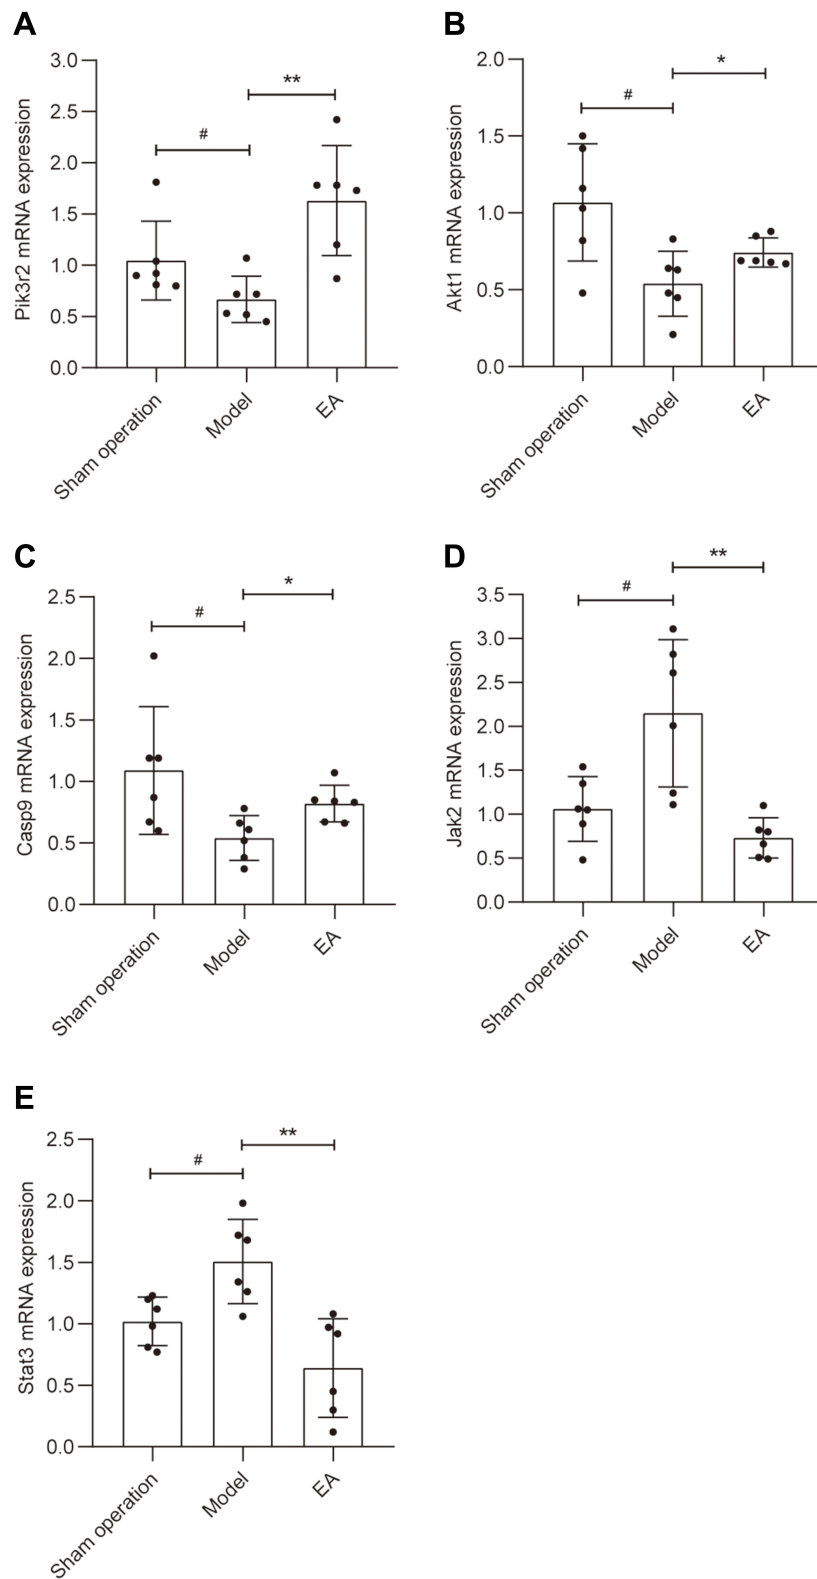 A
Pik3r2 mRNA expression
3.0
2.5
2.0
1.5
1.0
0.5
0.0
#
**
Sham operation
Model
EA
B
Akt1 mRNA expression
2.0
1.5
1.0
0.5
0.0
#
*
Sham operation
Model
EA
C
Casp9 mRNA expression
2.5
2.0
1.5
1.0
0.5
0.0
#
*
Sham operation
Model
EA
D
Jak2 mRNA expression
3.5
3.0
2.5
2.0
1.5
1.0
0.5
0.0
#
**
Sham operation
Model
EA
E
Stat3 mRNA expression
2.5
2.0
1.5
1.0
0.5
0.0
#
**
Sham operation
Model
EA